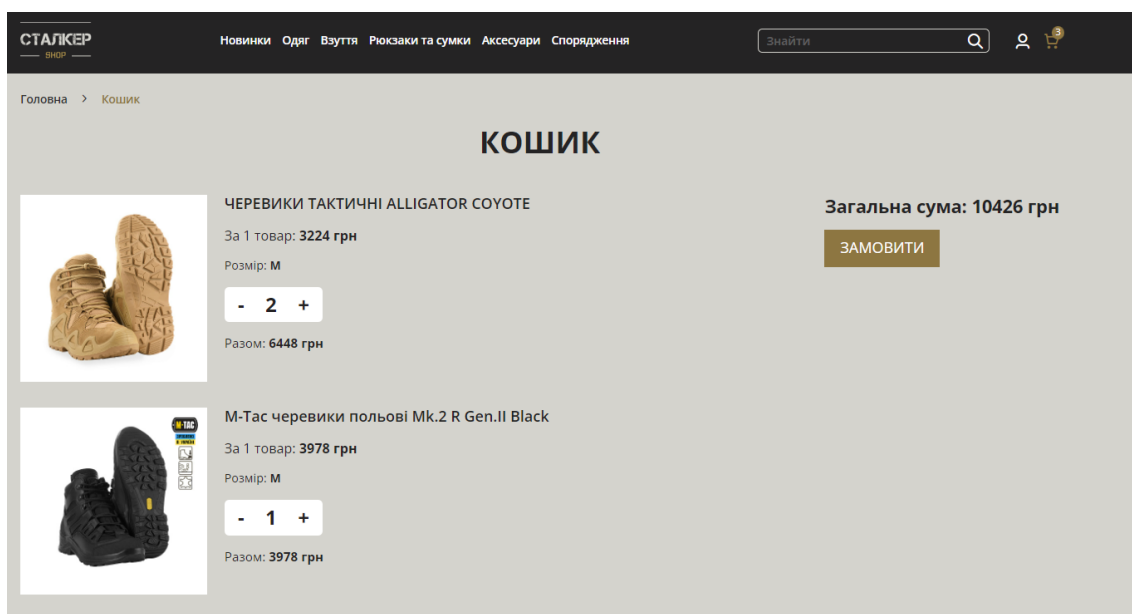 СТАЛКЕР
SHOP
Новинки Одяг Взуття Рюкзаки та сумки Аксесуари Спорядження
Знайти
3
Головна > Кошик
КОШИК
ЧЕРЕВИКИ ТАКТИЧНІ ALLIGATOR COYOTE
За 1 товар: 3224 грн
Розмір: M
- 2 +
Разом: 6448 грн
Загальна сума: 10426 грн
ЗАМОВИТИ
M-TAC
M-Tac черевики польові Mk.2 R Gen.II Black
За 1 товар: 3978 грн
Розмір: M
- 1 +
Разом: 3978 грн